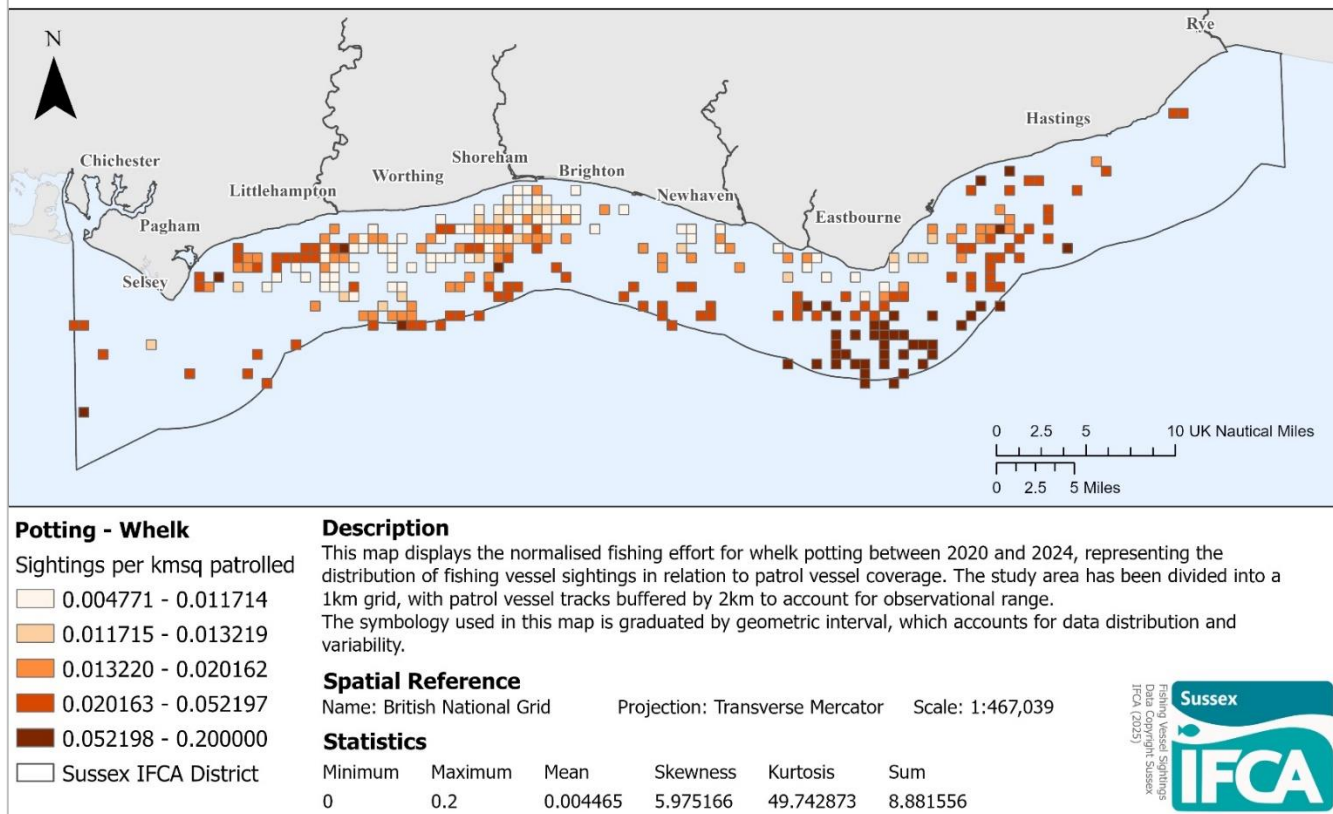 N
Rye
Hastings
Chichester
Shoreham
Brighton
Worthing
Littlehampton
Newhaven
Pagham
Eastbourne
Selsey
0 2.5 5 10 UK Nautical Miles
0 2.5 5 Miles
Potting - Whelk
Sightings per kmsq patrolled
0.004771 - 0.011714
0.011715 - 0.013219
0.013220 - 0.020162
0.020163 - 0.052197
0.052198 - 0.200000
Sussex IFCA District
Description
This map displays the normalised fishing effort for whelk potting between 2020 and 2024, representing the
distribution of fishing vessel sightings in relation to patrol vessel coverage. The study area has been divided into a
1km grid, with patrol vessel tracks buffered by 2km to account for observational range.
The symbology used in this map is graduated by geometric interval, which accounts for data distribution and
variability.
Spatial Reference
Name: British National Grid Projection: Transverse Mercator Scale: 1:467,039
Statistics
Minimum Maximum Mean Skewness Kurtosis Sum
0 0.2 0.004465 5.975166 49.742873 8.881556
Fishing Vessel Sightings
Data Copyright Sussex
IFCA (2025)
Sussex
IFCA